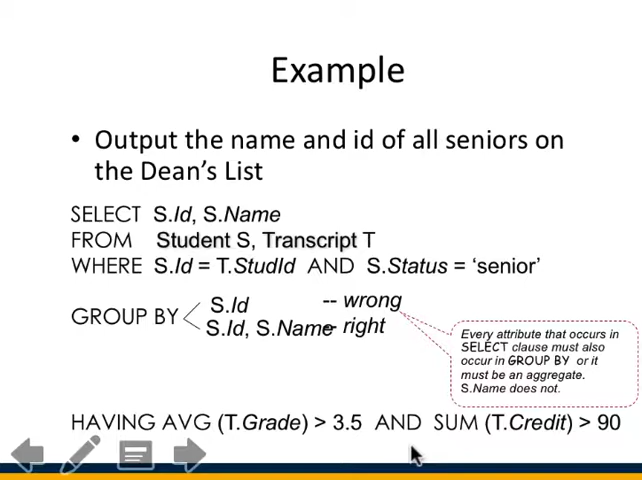 Example
• Output the name and id of all seniors on
the Dean's List
SELECT S.Id, S.Name
FROM Student S, Transcript T
WHERE S.Id = T.StudId AND S.Status = 'senior'
GROUP BY
S.Id -- wrong
S.Id, S.Name -- right
Every attribute that occurs in
SELECT clause must also
occur in GROUP BY or it
must be an aggregate.
S.Name does not.
HAVING AVG (T.Grade) > 3.5 AND SUM (T.Credit) > 90